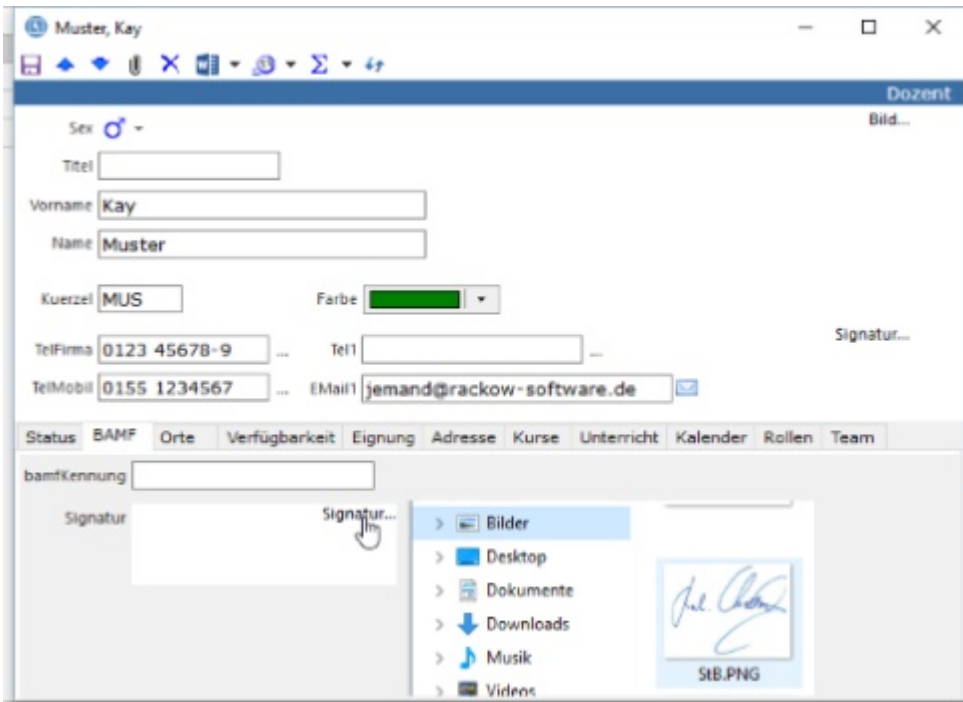 Muster, Kay
Dozent
Sex
Bild...
Titel
Vorname Kay
Name Muster
Kuerzel MUS Farbe
Signatur...
TelFirma 0123 45678-9 ... Tel1 ...
TelMobil 0155 1234567 ... EMail1 jemand@rackow-software.de
Status BAMF Orte Verfügbarkeit Eignung Adresse Kurse Unterricht Kalender Rollen Team
bamfKennung
Signatur Signatur...
Bilder
Desktop
Dokumente
Downloads
Musik
Videos
StB.PNG